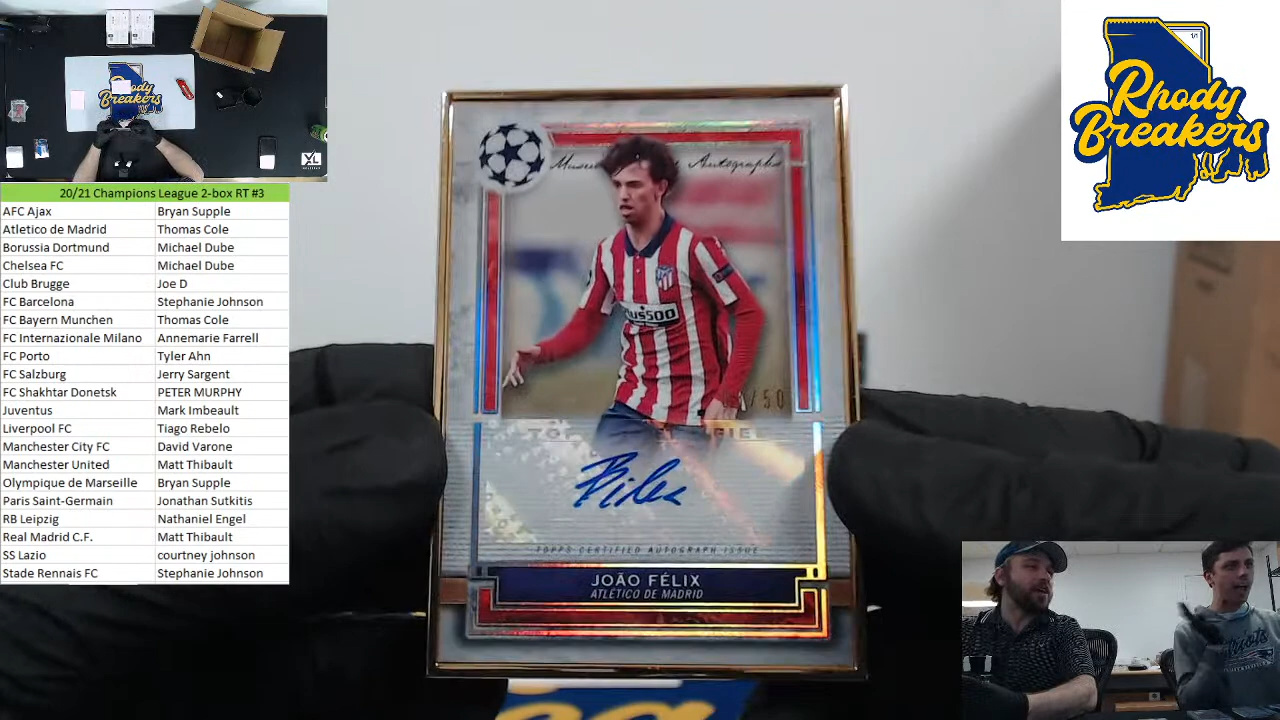 20/21 Champions League 2-box RT #3
AFC Ajax Bryan Supple
Atletico de Madrid Thomas Cole
Borussia Dortmund Michael Dube
Chelsea FC Michael Dube
Club Brugge Joe D
FC Barcelona Stephanie Johnson
FC Bayern Munchen Thomas Cole
FC Internazionale Milano Annemarie Farrell
FC Porto Tyler Ahn
FC Salzburg Jerry Sargent
FC Shakhtar Donetsk PETER MURPHY
Juventus Mark Imbeault
Liverpool FC Tiago Rebelo
Manchester City FC David Varone
Manchester United Matt Thibault
Olympique de Marseille Bryan Supple
Paris Saint-Germain Jonathan Sutkitis
RB Leipzig Nathaniel Engel
Real Madrid C.F. Matt Thibault
SS Lazio courtney johnson
Stade Rennais FC Stephanie Johnson
Rhody
Breakers
XL
Autographs
/50
TOPPS CERTIFIED AUTOGRAPH ISSUE
JOÃO FÉLIX
ATLÉTICO DE MADRID
1/1
Rhody
Breakers